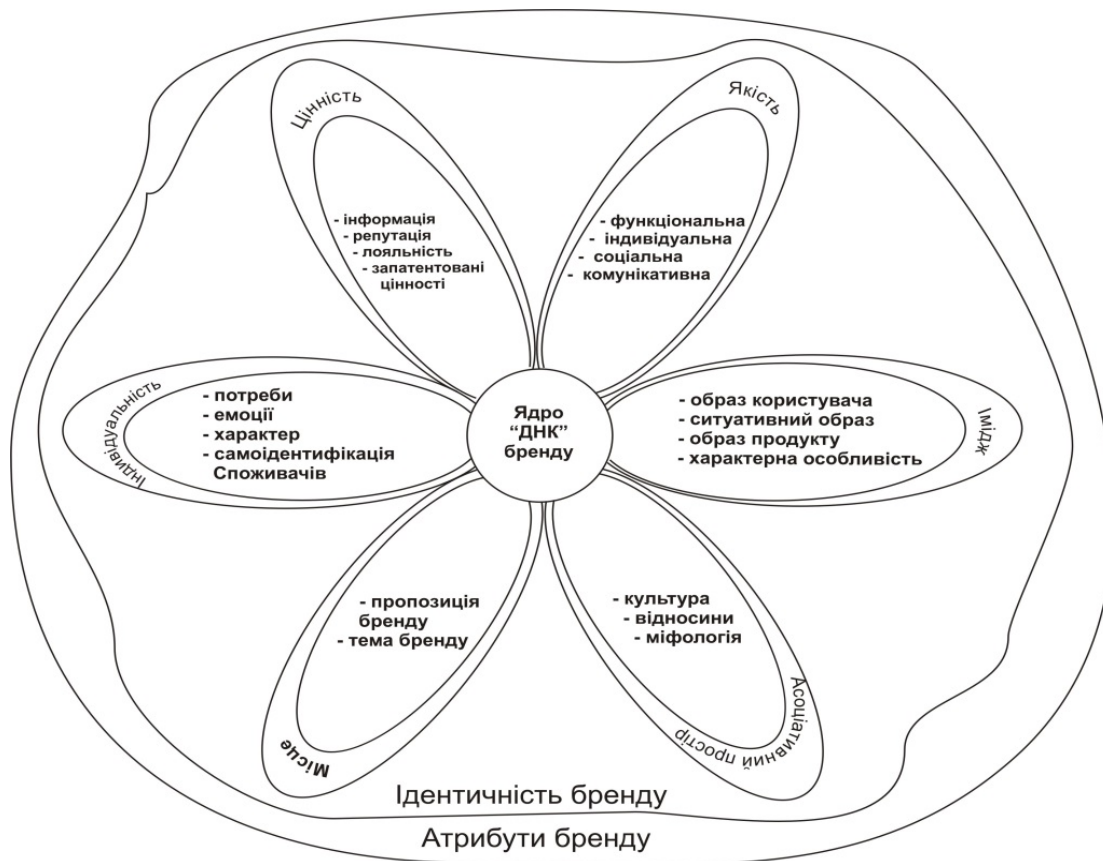 Цінність
- інформація
- репутація
- лояльність
- запатентовані
цінності
Якість
- функціональна
- індивідуальна
- соціальна
- комунікативна
Індивідуальність
- потреби
- емоції
- характер
- самоідентифікація
Споживачів
Ядро
“ДНК”
бренду
- образ користувача
- ситуативний образ
- образ продукту
- характерна особливість
Імідж
- пропозиція
бренду
- тема бренду
Місце
- культура
- відносини
- міфологія
Асоціативний простір
Ідентичність бренду
Атрибути бренду